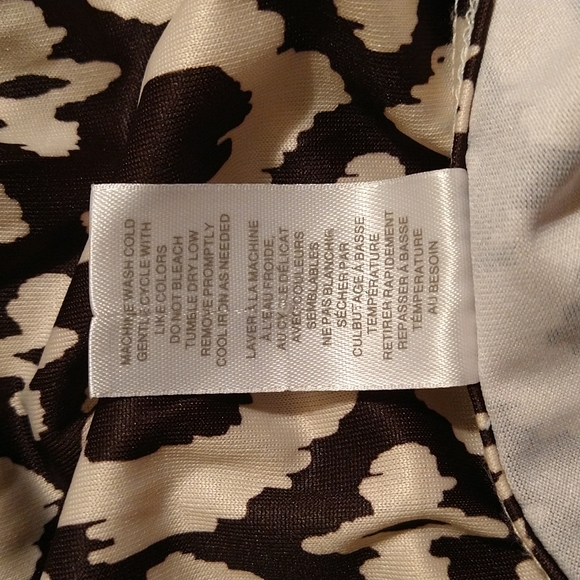 MACHINE WASH COLD
GENTLE CYCLE WITH
LIKE COLORS
DO NOT BLEACH
TUMBLE DRY LOW
REMOVE PROMPTLY
COOL IRON AS NEEDED
LAVER À LA MACHINE
À L'EAU FROIDE,
AU CYCLE DÉLICAT
AVEC COULEURS
SEMBLABLES
NE PAS BLANCHIR
SÉCHER PAR
CULBUTAGE À BASSE
TEMPÉRATURE
RETIRER RAPIDEMENT
REPASSER À BASSE
TEMPÉRATURE
AU BESOIN